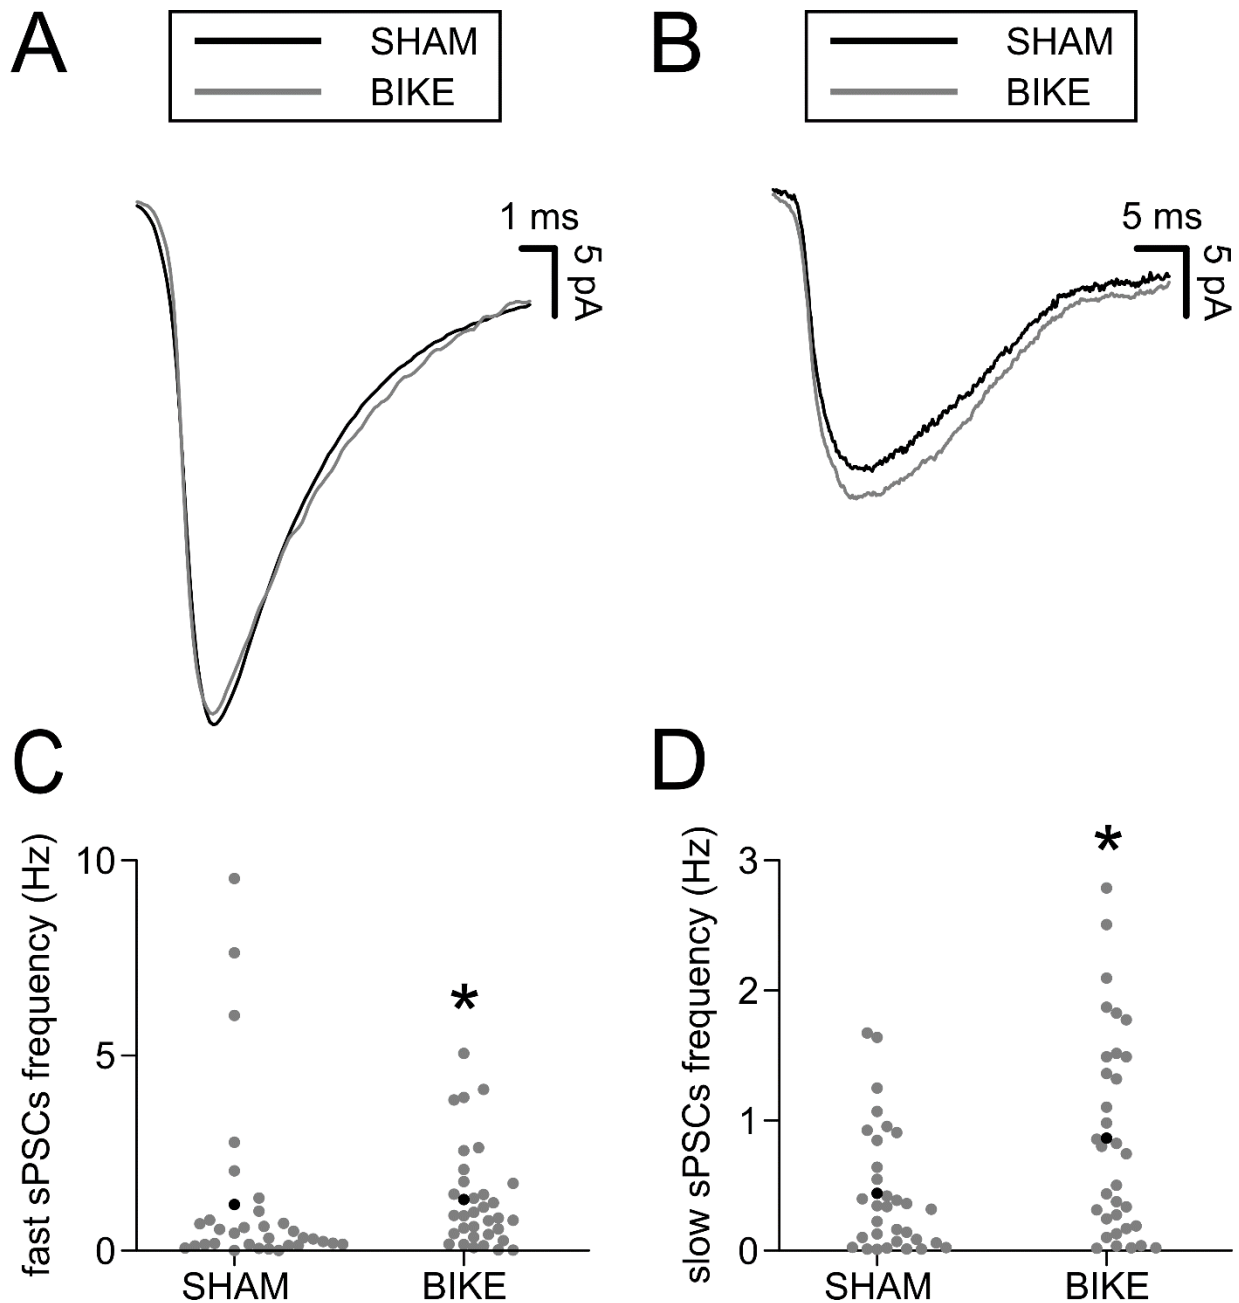 A
SHAM
BIKE
1 ms
5 pA
B
SHAM
BIKE
5 ms
5 pA
C
fast sPSCs frequency (Hz)
10
5
0
*
SHAM
BIKE
D
slow sPSCs frequency (Hz)
3
2
1
0
*
SHAM
BIKE